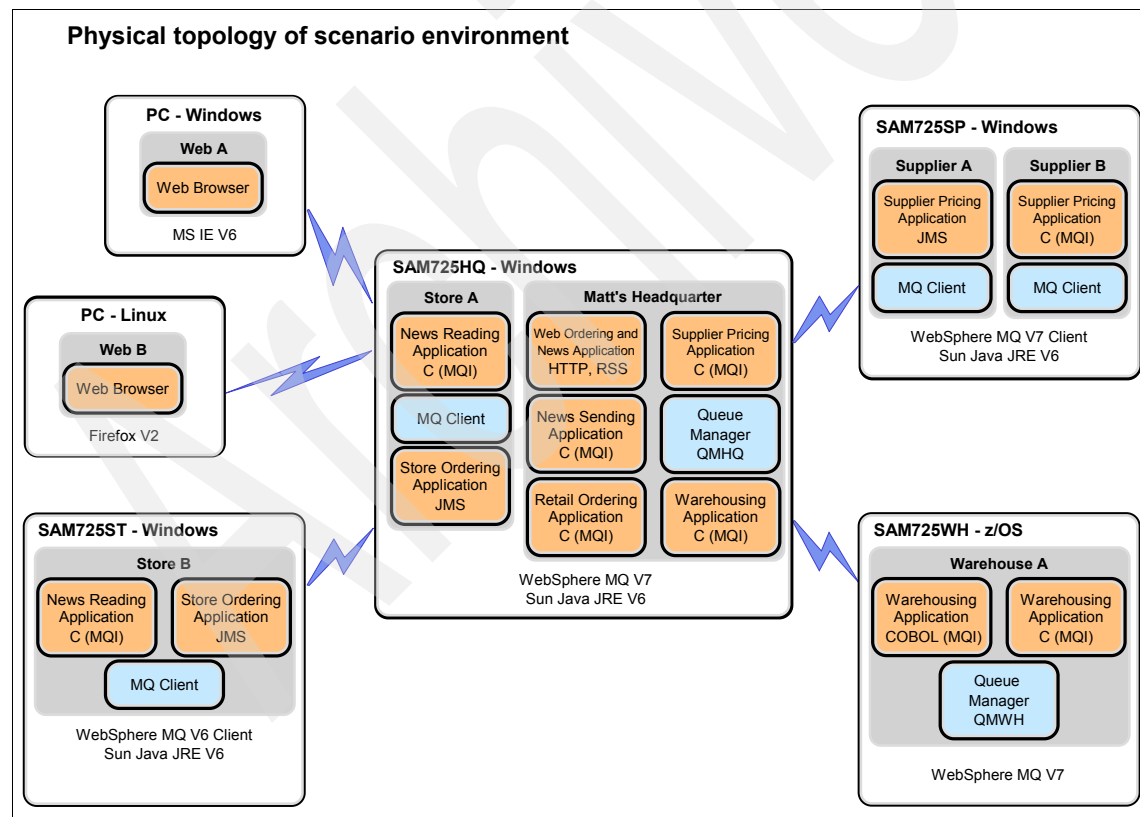 Physical topology of scenario environment
PC - Windows
Web A
Web Browser
MS IE V6
PC - Linux
Web B
Web Browser
Firefox V2
SAM725ST - Windows
Store B
News Reading
Application
C (MQI)
Store Ordering
Application
JMS
MQ Client
WebSphere MQ V6 Client
Sun Java JRE V6
SAM725HQ - Windows
Store A
News Reading
Application
C (MQI)
MQ Client
Store Ordering
Application
JMS
Matt's Headquarter
Web Ordering and
News Application
HTTP, RSS
Supplier Pricing
Application
C (MQI)
News Sending
Application
C (MQI)
Queue
Manager
QMHQ
Retail Ordering
Application
C (MQI)
Warehousing
Application
C (MQI)
WebSphere MQ V7
Sun Java JRE V6
SAM725SP - Windows
Supplier A
Supplier Pricing
Application
JMS
MQ Client
Supplier B
Supplier Pricing
Application
C (MQI)
MQ Client
WebSphere MQ V7 Client
Sun Java JRE V6
SAM725WH - z/OS
Warehouse A
Warehousing
Application
COBOL (MQI)
Warehousing
Application
C (MQI)
Queue
Manager
QMWH
WebSphere MQ V7